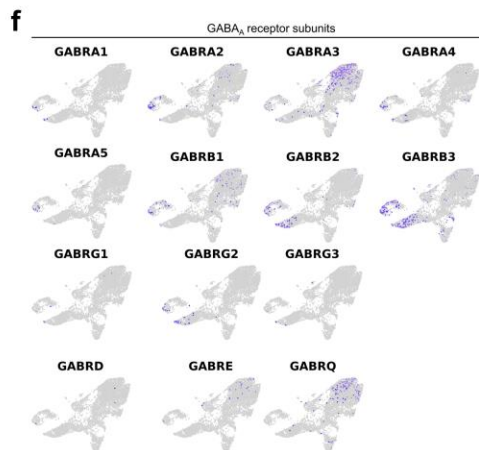 f
GABAA receptor subunits
GABRA1 GABRA2 GABRA3 GABRA4
GABRA5 GABRB1 GABRB2 GABRB3
GABRG1 GABRG2 GABRG3
GABRD GABRE GABRQ